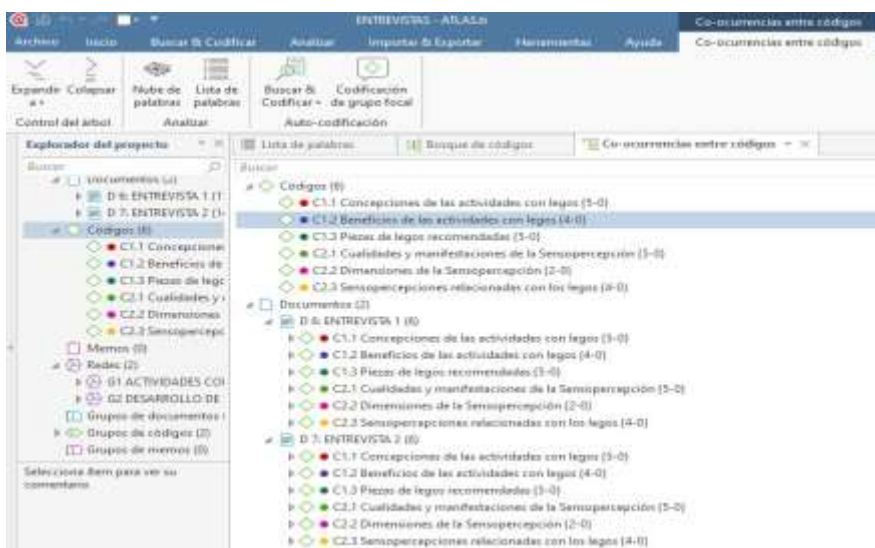 ENTREVISTAS - ATLAS.ti
Co-ocurrencias entre códigos
Archivo Inicio Buscar & Codificar Analizar Importar & Exportar Herramientas Ayuda Co-ocurrencias entre códigos
Expandir Colapsar Nube de palabras Lista de palabras Buscar & Codificar Codificación de grupo focal
Control del árbol Analizar Auto-codificación
Explorador del proyecto
Lista de palabras
Bosque de códigos
Co-ocurrencias entre códigos
Buscar
Documentos (2)
D 6: ENTREVISTA 1 (1
D 7: ENTREVISTA 2 (1
Códigos (6)
C1.1 Concepcione
C1.2 Beneficios de
C1.3 Piezas de lego
C2.1 Cualidades y
C2.2 Dimensiones
C2.3 Sensopercepc
Memos (0)
Redes (2)
G1 ACTIVIDADES CO
G2 DESARROLLO DE
Grupos de documentos
Grupos de códigos (2)
Grupos de memos (0)
Selecciona ítem para ver su
comentario
Buscar
Códigos (6)
C1.1 Concepciones de las actividades con legos (5-0)
C1.2 Beneficios de las actividades con legos (4-0)
C1.3 Piezas de legos recomendadas (5-0)
C2.1 Cualidades y manifestaciones de la Sensopercepción (5-0)
C2.2 Dimensiones de la Sensopercepción (2-0)
C2.3 Sensopercepciones relacionadas con los legos (4-0)
Documentos (2)
D 6: ENTREVISTA 1 (6)
C1.1 Concepciones de las actividades con legos (5-0)
C1.2 Beneficios de las actividades con legos (4-0)
C1.3 Piezas de legos recomendadas (5-0)
C2.1 Cualidades y manifestaciones de la Sensopercepción (5-0)
C2.2 Dimensiones de la Sensopercepción (2-0)
C2.3 Sensopercepciones relacionadas con los legos (4-0)
D 7: ENTREVISTA 2 (6)
C1.1 Concepciones de las actividades con legos (5-0)
C1.2 Beneficios de las actividades con legos (4-0)
C1.3 Piezas de legos recomendadas (5-0)
C2.1 Cualidades y manifestaciones de la Sensopercepción (5-0)
C2.2 Dimensiones de la Sensopercepción (2-0)
C2.3 Sensopercepciones relacionadas con los legos (4-0)